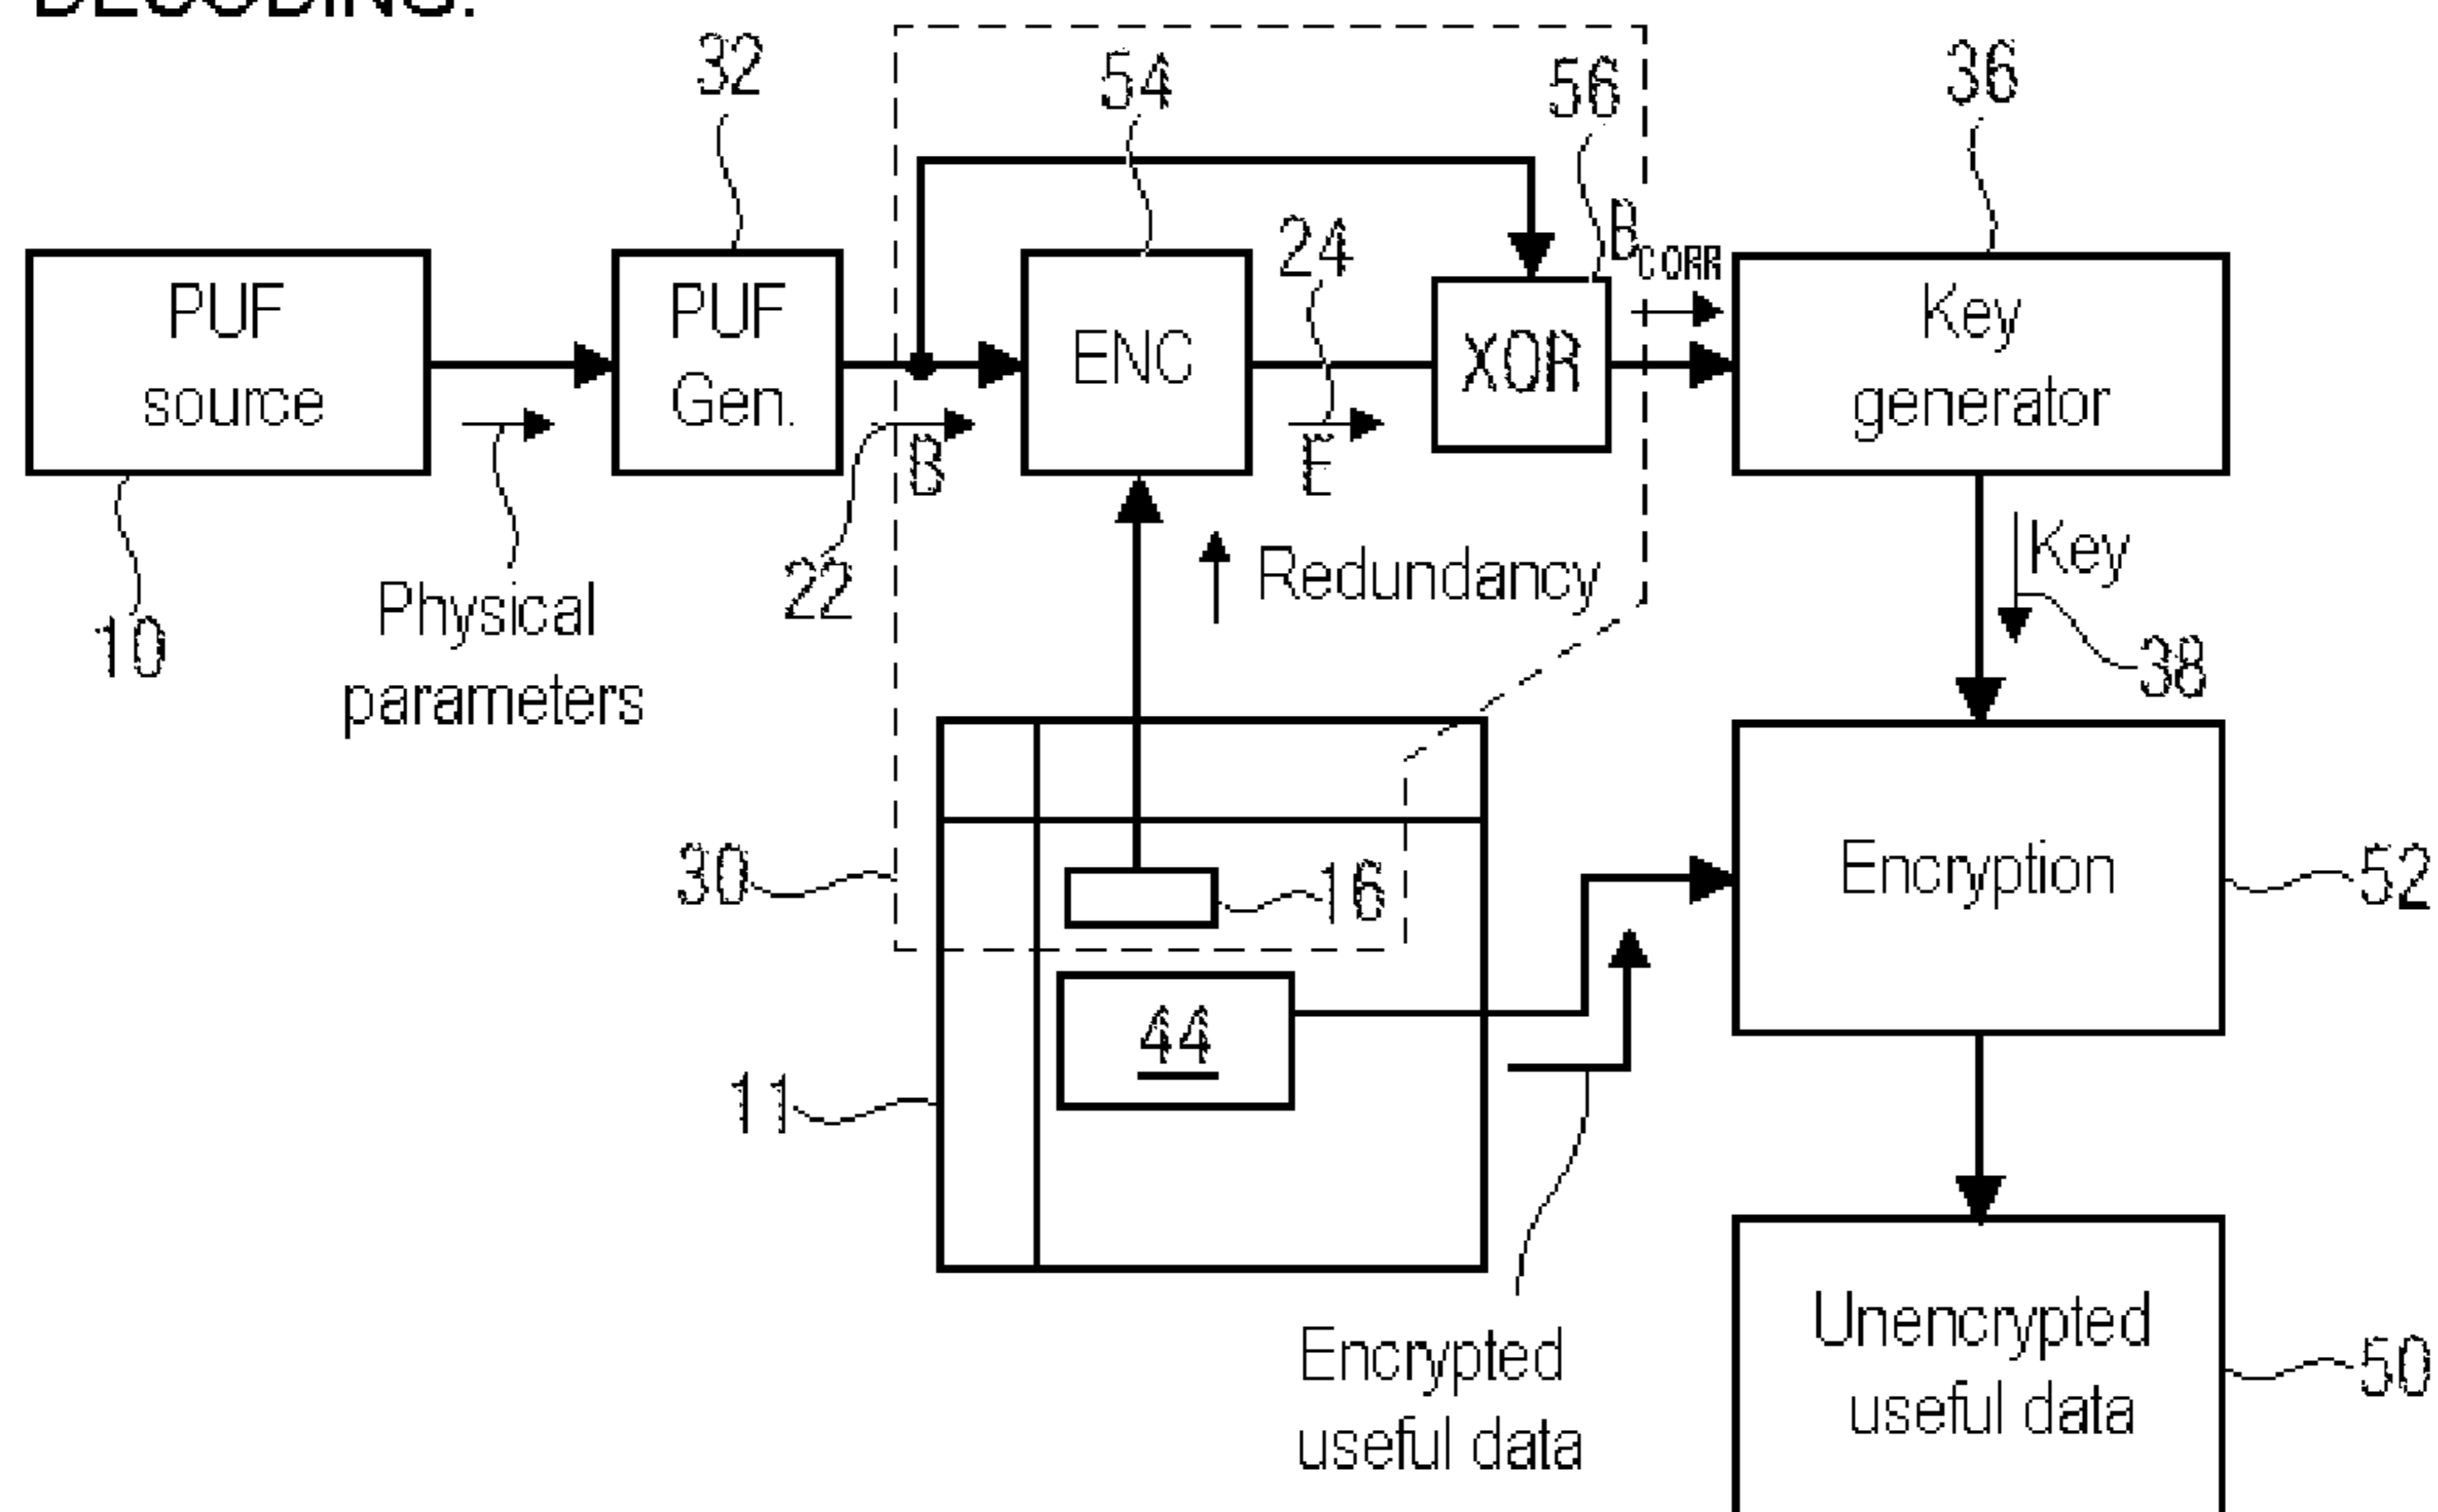 DECODING:
32
54
56
36
24
B CORR
PUF
source
PUF
Gen.
ENC
XOR
Key
generator
B
E
22
Redundancy
Key
10
Physical
parameters
38
30
16
Encryption
52
44
11
Encrypted
useful data
Unencrypted
useful data
50